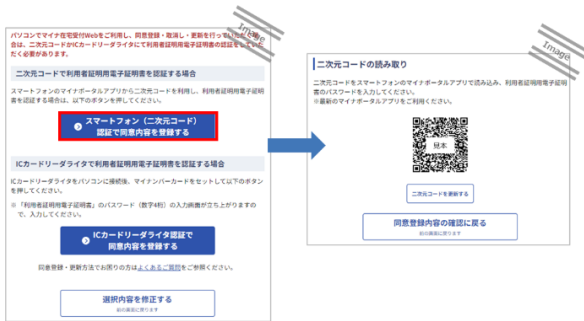 Image
パソコンでマイナ在宅受付Webをご利用し、同意登録・取消し・更新を行っていただく場
合は、二次元コードかICカードリーダライタにて利用者証明用電子証明書の認証をしていた
だく必要があります。
二次元コードで利用者証明用電子証明書を認証する場合
スマートフォンのマイナポータルアプリから二次元コードを利用し、利用者証明用電子証明
書を認証する場合は、以下のボタンを押してください。
スマートフォン（二次元コード）
認証で同意内容を登録する
ICカードリーダライタで利用者証明用電子証明書を認証する場合
ICカードリーダライタをパソコンに接続後、マイナンバーカードをセットして以下のボタン
を押してください。
※「利用者証明用電子証明書」のパスワード（数字4桁）の入力画面が立ち上がりますの
で、入力してください。
ICカードリーダライタ認証で
同意内容を登録する
同意登録・更新方法でお困りの方はよくあるご質問をご参照ください。
選択内容を修正する
前の画面に戻ります
Image
二次元コードの読み取り
二次元コードをスマートフォンのマイナポータルアプリで読み込み、利用者証明用電子証明
書のパスワードを入力してください。
※最新のマイナポータルアプリをご利用ください。
見本
二次元コードを更新する
同意登録内容の確認に戻る
前の画面に戻ります